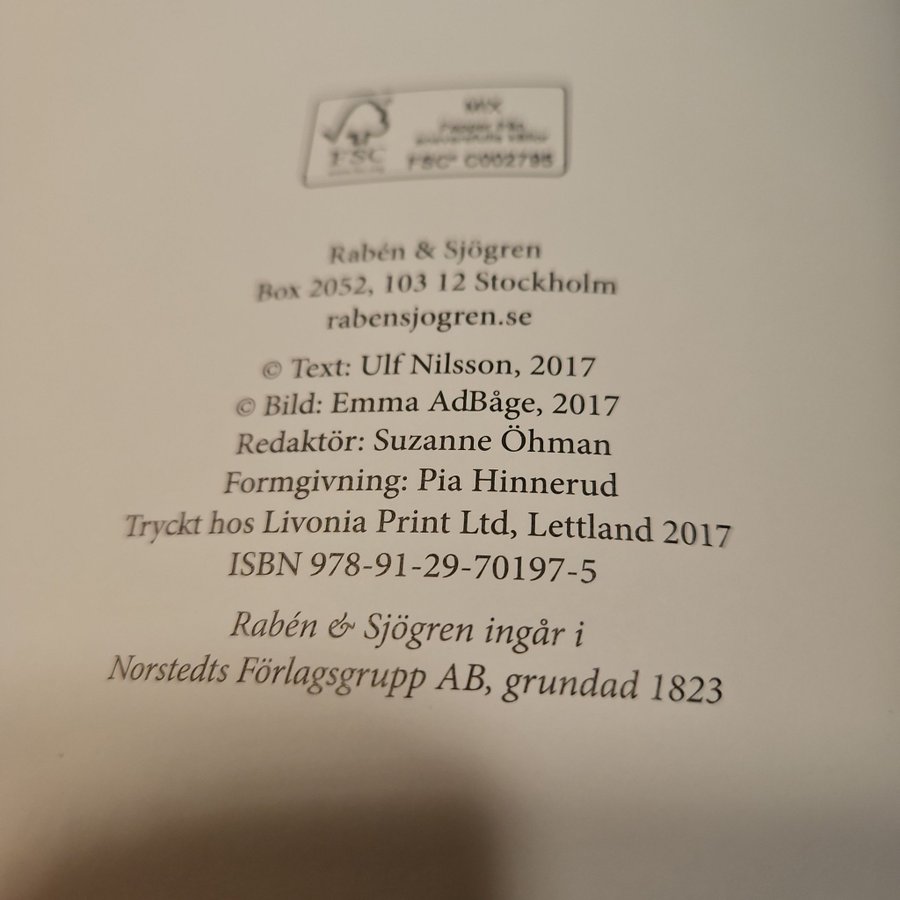 FSC
MIX
FSC® C002795
Rabén & Sjögren
Box 2052, 103 12 Stockholm
rabensjogren.se
© Text: Ulf Nilsson, 2017
© Bild: Emma AdBåge, 2017
Redaktör: Suzanne Öhman
Formgivning: Pia Hinnerud
Tryckt hos Livonia Print Ltd, Lettland 2017
ISBN 978-91-29-70197-5
Rabén & Sjögren ingår i
Norstedts Förlagsgrupp AB, grundad 1823